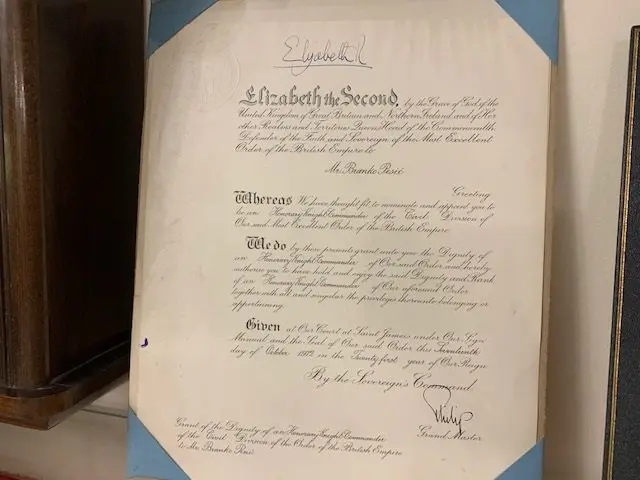 Elizabeth R
Elizabeth the Second, by the Grace of God of the
United Kingdom of Great Britain and Northern Ireland and of Her
other Realms and Territories Queen, Head of the Commonwealth,
Defender of the Faith and Sovereign of the Most Excellent
Order of the British Empire to
Mr. Branko Pesić
Greeting
Whereas We have thought fit to nominate and appoint you to
be an Honorary Knight Commander of the Civil Division of
Our said Most Excellent Order of the British Empire
We do by these presents grant unto you the Dignity of
an Honorary Knight Commander of Our said Order and hereby
authorise you to have hold and enjoy the said Dignity and Rank
of an Honorary Knight Commander of Our aforesaid Order
together with all and singular the privileges thereunto belonging or
appertaining.
Given at Our Court at Saint James's under Our Sign
Manual and the Seal of Our said Order this Seventeenth
day of October 1972 in the Twenty-first year of Our Reign
By the Sovereign's Command.
Philip
Grand Master
Grant of the Dignity of an Honorary Knight Commander
of the Civil Division of the Order of the British Empire
to Mr. Branko Pesić